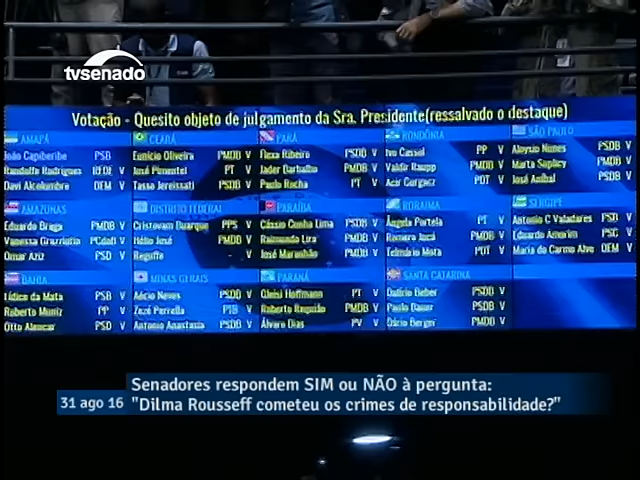 tvsenado
Votação - Quesito objeto de julgamento da Sra. Presidente(ressalvado o destaque)
AMAPÁ CEARÁ PARÁ RONDÔNIA SÃO PAULO
João Capiberibe PSB Eunício Oliveira PMDB V Flexa Ribeiro PSDB V Ivo Cassol PP V Aloysio Nunes PSDB V
Randolfe Rodrigues V José Pimentel PT V Jader Barbalho PMDB V Valdir Raupp PMDB V Marta Suplicy PMDB V
Davi Alcolumbre DEM V Tasso Jereissati PSDB V Paulo Rocha PT V Acir Gurgacz PDT V José Aníbal PSDB V
AMAZONAS DISTRITO FEDERAL PARAÍBA RORAIMA SERGIPE
Eduardo Braga PMDB V Cristovam Buarque PPS V Cássio Cunha Lima PSDB V Ângela Portela PT V Antonio C Valadares PSB V
Vanessa Grazziotin PCdoB V Hélio José PMDB V Raimundo Lira PMDB V Romero Jucá PMDB V Eduardo Amorim PSC V
Omar Aziz PSD V Reguffe V José Maranhão PMDB V Telmário Mota PDT V Maria do Carmo Alve DEM V
BAHIA MINAS GERAIS PARANÁ SANTA CATARINA
Lídice da Mata PSB V Aécio Neves PSDB V Gleisi Hoffmann PT V Dalírio Beber PSDB V
Roberto Muniz PP V Zezé Perrella PTB V Roberto Requião PMDB V Paulo Bauer PSDB V
Otto Alencar PSD V Antonio Anastasia PSDB V Álvaro Dias PV V Dário Berger PMDB V
Senadores respondem SIM ou NÃO à pergunta:
31 ago 16 "Dilma Rousseff cometeu os crimes de responsabilidade?"